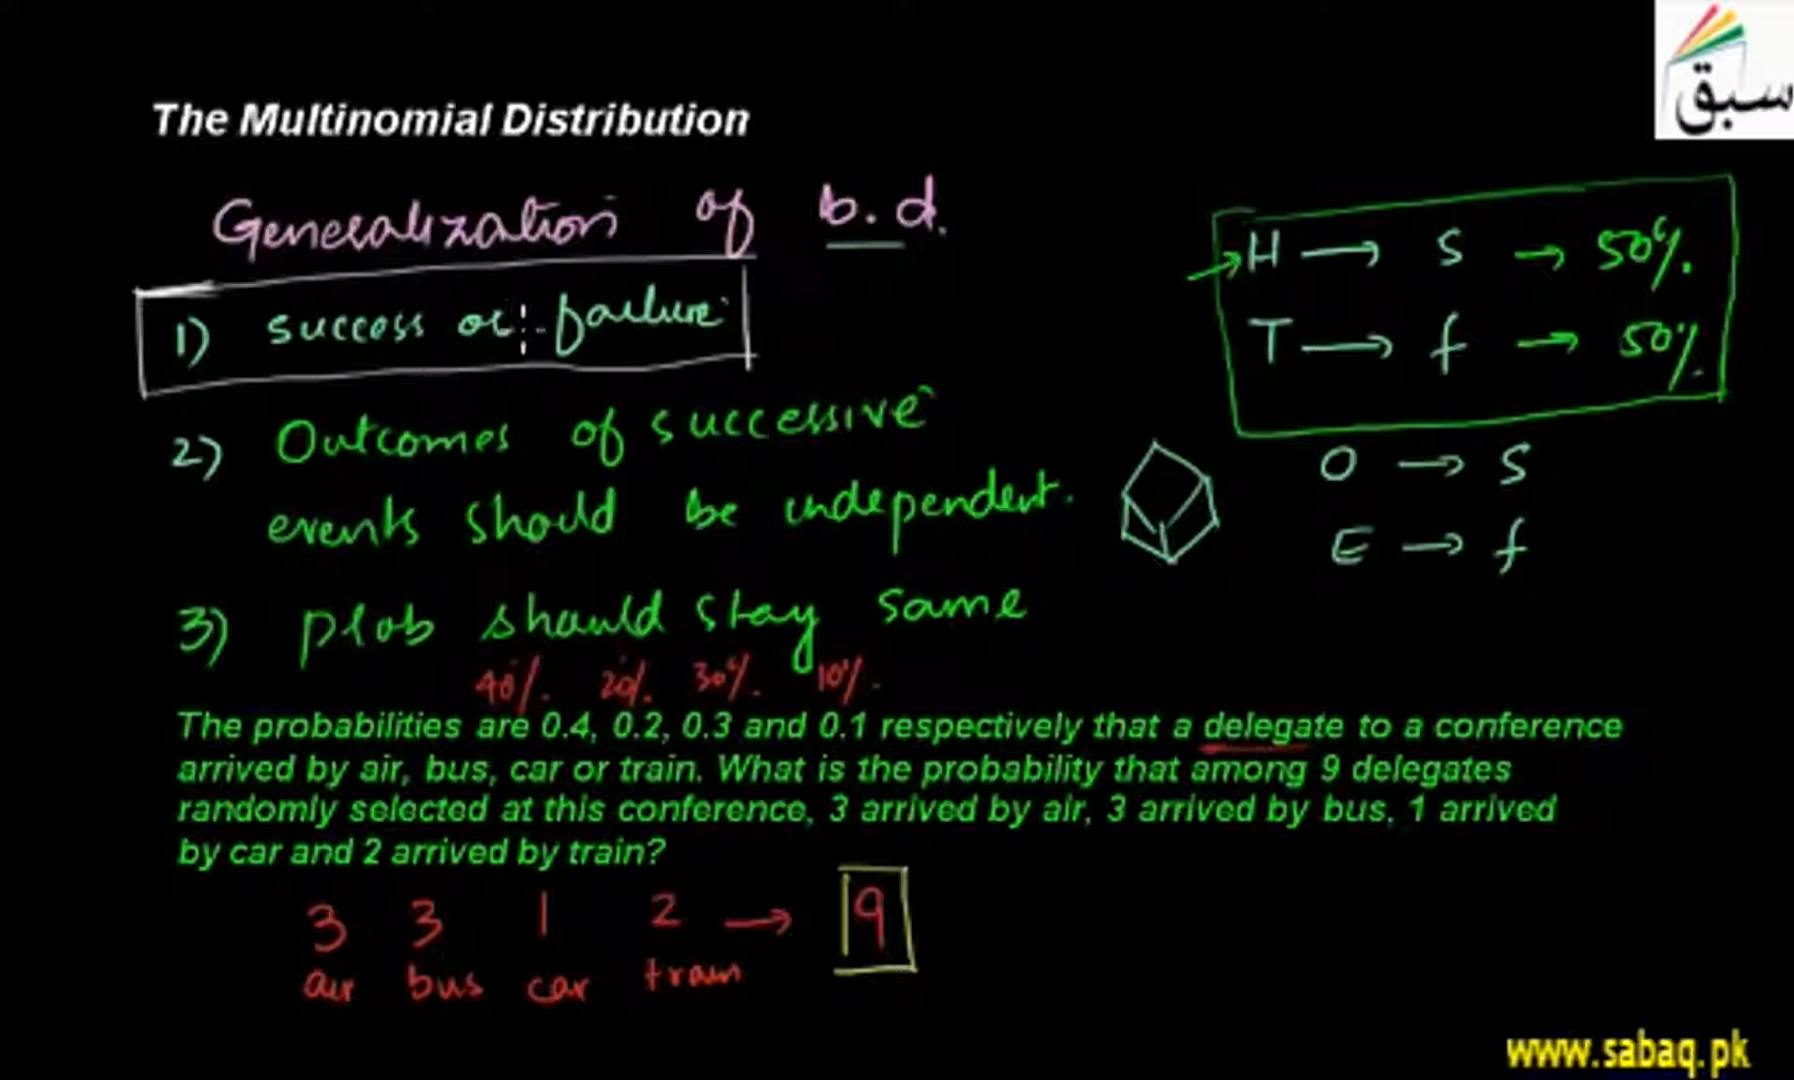 سبق
The Multinomial Distribution
Generalization of b.d.
1) success or failure
2) Outcomes of successive
events should be independent.
3) prob should stay same
H → S → 50%.
T → f → 50%.
O → S
E → f
40%. 20%. 30%. 10%.
The probabilities are 0.4, 0.2, 0.3 and 0.1 respectively that a delegate to a conference
arrived by air, bus, car or train. What is the probability that among 9 delegates
randomly selected at this conference, 3 arrived by air, 3 arrived by bus, 1 arrived
by car and 2 arrived by train?
3 3 1 2 → 9
air bus car train
www.sabaq.pk